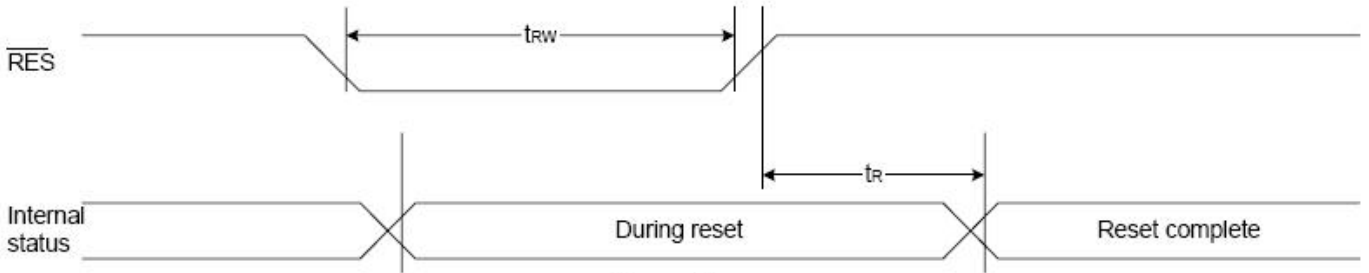 RES
tRW
tR
Internal
status
During reset
Reset complete